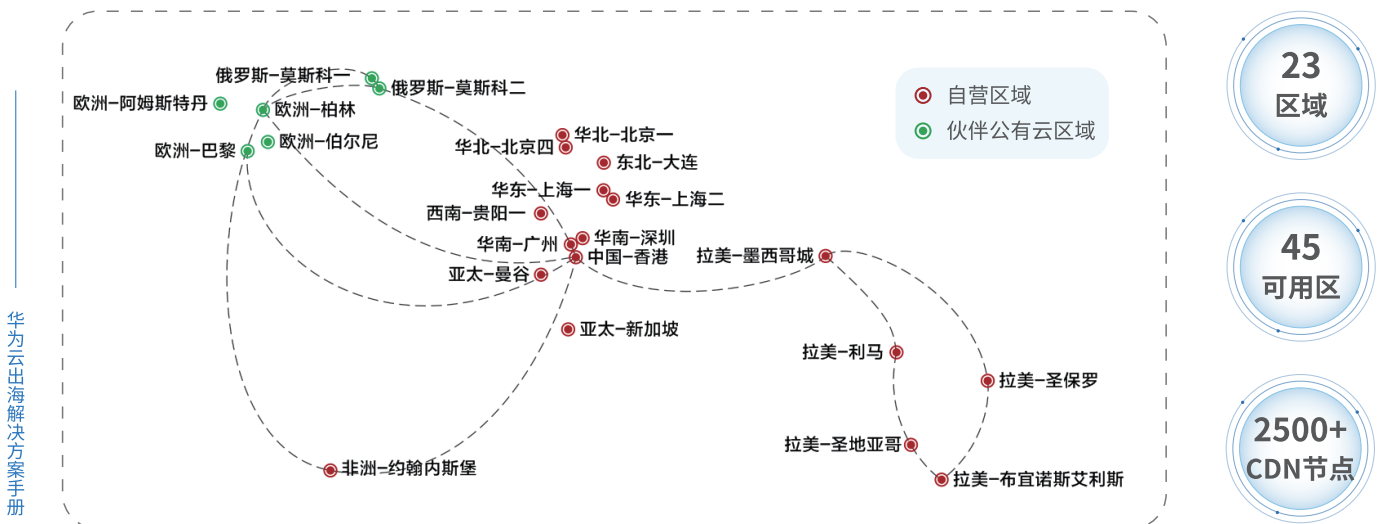 俄罗斯–莫斯科一
俄罗斯–莫斯科二
欧洲–阿姆斯特丹
欧洲–柏林
欧洲–伯尔尼
欧洲–巴黎
华北–北京一
华北–北京四
东北–大连
华东–上海一
华东–上海二
西南–贵阳一
华南–深圳
华南–广州
中国–香港
亚太–曼谷
拉美–墨西哥城
亚太–新加坡
拉美–利马
拉美–圣保罗
拉美–圣地亚哥
非洲–约翰内斯堡
拉美–布宜诺斯艾利斯
自营区域
伙伴公有云区域
23
区域
45
可用区
2500+
CDN节点
华为云出海解决方案手册